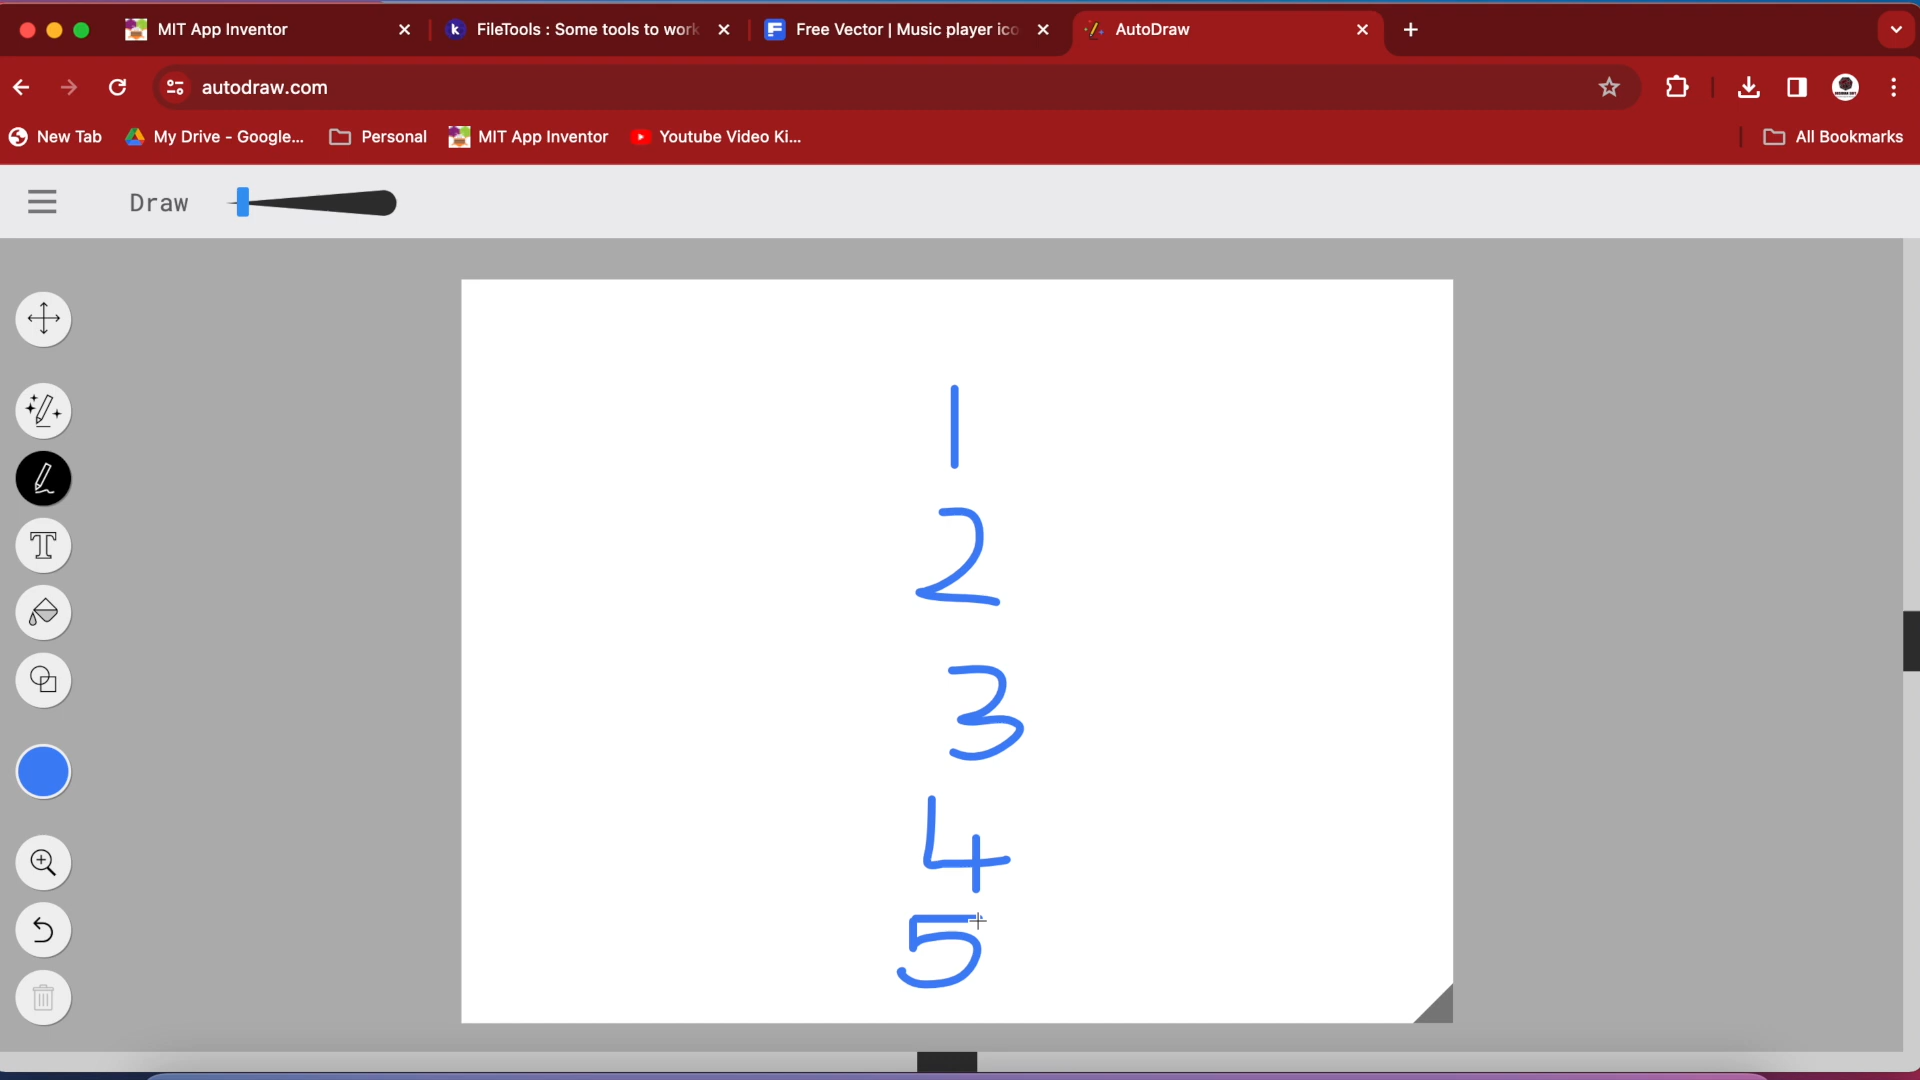 MIT App Inventor
FileTools : Some tools to work
Free Vector | Music player ico
AutoDraw
autodraw.com
New Tab
My Drive - Google...
Personal
MIT App Inventor
Youtube Video Ki...
All Bookmarks
Draw
1
2
3
4
5